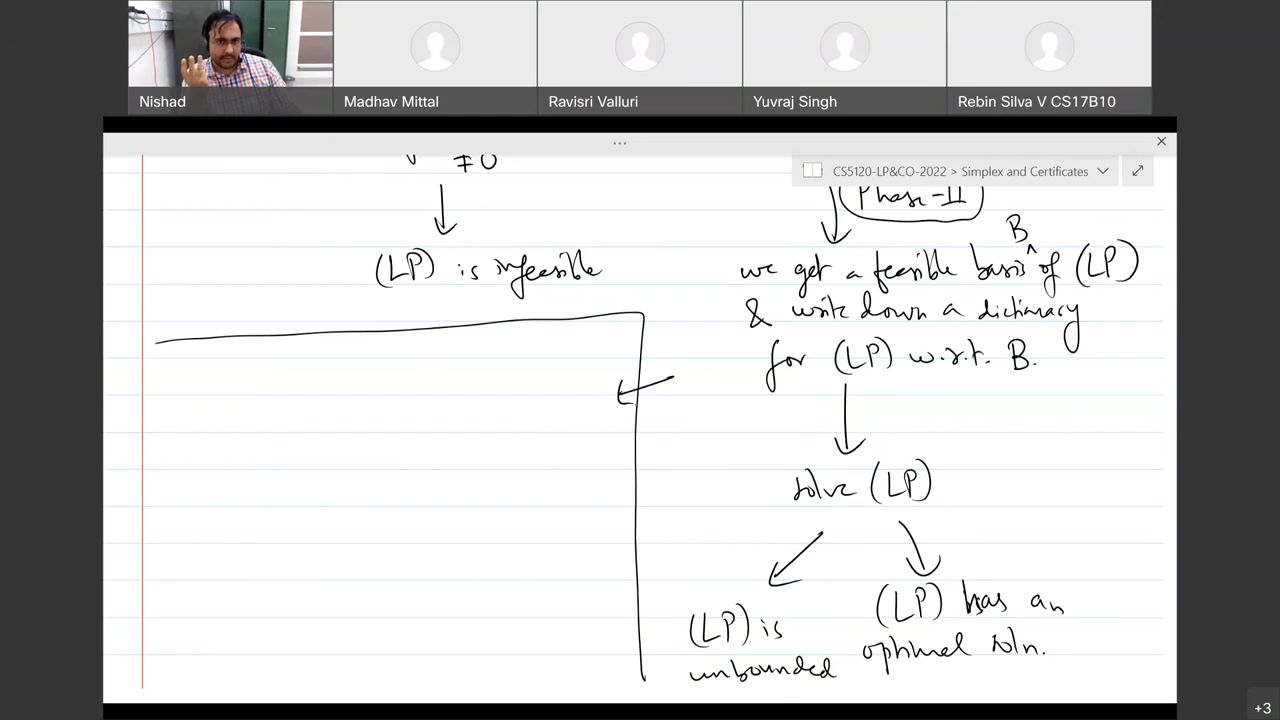 Nishad
Madhav Mittal
Ravisri Valluri
Yuvraj Singh
Rebin Silva V CS17B10
CS5120-LP&CO-2022 > Simplex and Certificates
≠0
Phase-II
(LP) is infeasible
B
we get a feasible basis ^ of (LP)
& write down a dictionary
for (LP) w.r.t. B.
solve (LP)
(LP) is
unbounded
(LP) has an
optimal soln.
+3